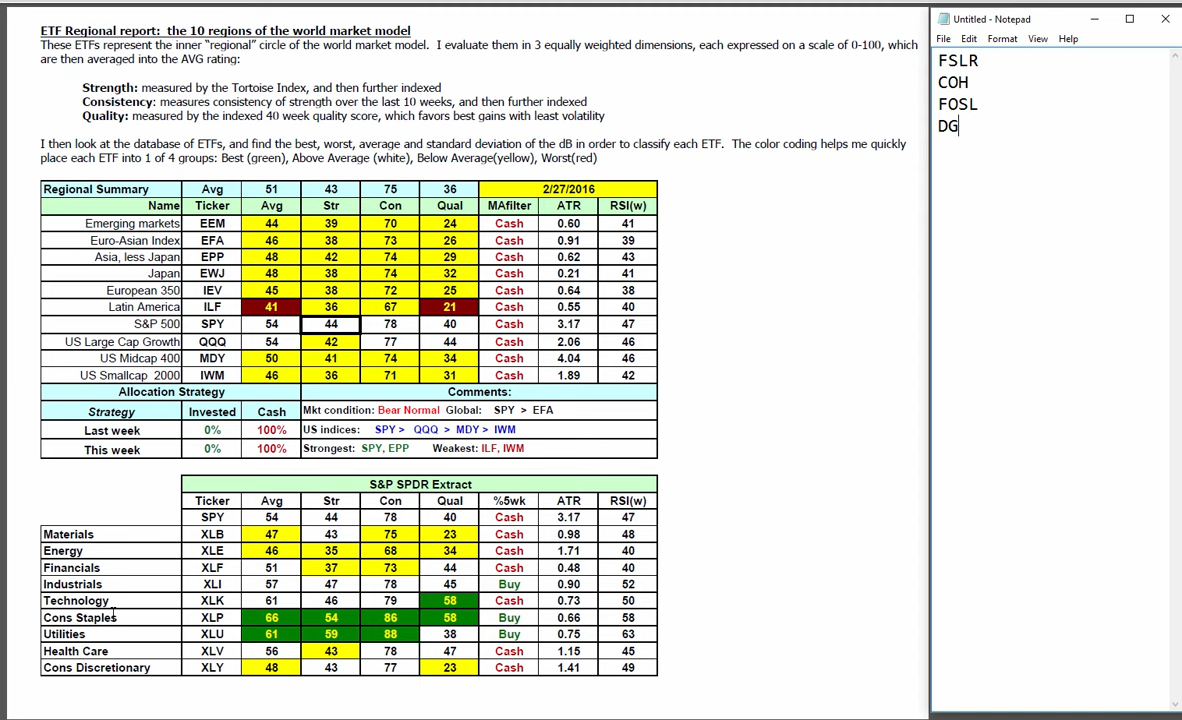 ETF Regional report: the 10 regions of the world market model
These ETFs represent the inner "regional" circle of the world market model. I evaluate them in 3 equally weighted dimensions, each expressed on a scale of 0-100, which
are then averaged into the AVG rating:
Strength: measured by the Tortoise Index, and then further indexed
Consistency: measures consistency of strength over the last 10 weeks, and then further indexed
Quality: measured by the indexed 40 week quality score, which favors best gains with least volatility
I then look at the database of ETFs, and find the best, worst, average and standard deviation of the dB in order to classify each ETF. The color coding helps me quickly
place each ETF into 1 of 4 groups: Best (green), Above Average (white), Below Average(yellow), Worst(red)
Regional Summary Avg 51 43 75 36 2/27/2016
Name Ticker Avg Str Con Qual MAfilter ATR RSI(w)
Emerging markets EEM 44 39 70 24 Cash 0.60 41
Euro-Asian Index EFA 46 38 73 26 Cash 0.91 39
Asia, less Japan EPP 48 42 74 29 Cash 0.62 43
Japan EWJ 48 38 74 32 Cash 0.21 41
European 350 IEV 45 38 72 25 Cash 0.64 38
Latin America ILF 41 36 67 21 Cash 0.55 40
S&P 500 SPY 54 44 78 40 Cash 3.17 47
US Large Cap Growth QQQ 54 42 77 44 Cash 2.06 46
US Midcap 400 MDY 50 41 74 34 Cash 4.04 46
US Smallcap 2000 IWM 46 36 71 31 Cash 1.89 42
Allocation Strategy Comments:
Strategy Invested Cash Mkt condition: Bear Normal Global: SPY > EFA
Last week 0% 100% US indices: SPY > QQQ > MDY > IWM
This week 0% 100% Strongest: SPY, EPP Weakest: ILF, IWM
S&P SPDR Extract
Ticker Avg Str Con Qual %5wk ATR RSI(w)
SPY 54 44 78 40 Cash 3.17 47
Materials XLB 47 43 75 23 Cash 0.98 48
Energy XLE 46 35 68 34 Cash 1.71 40
Financials XLF 51 37 73 44 Cash 0.48 40
Industrials XLI 57 47 78 45 Buy 0.90 52
Technology XLK 61 46 79 58 Cash 0.73 50
Cons Staples XLP 66 54 86 58 Buy 0.66 58
Utilities XLU 61 59 88 38 Buy 0.75 63
Health Care XLV 56 43 78 47 Cash 1.15 45
Cons Discretionary XLY 48 43 77 23 Cash 1.41 49
Untitled - Notepad
File Edit Format View Help
FSLR
COH
FOSL
DG